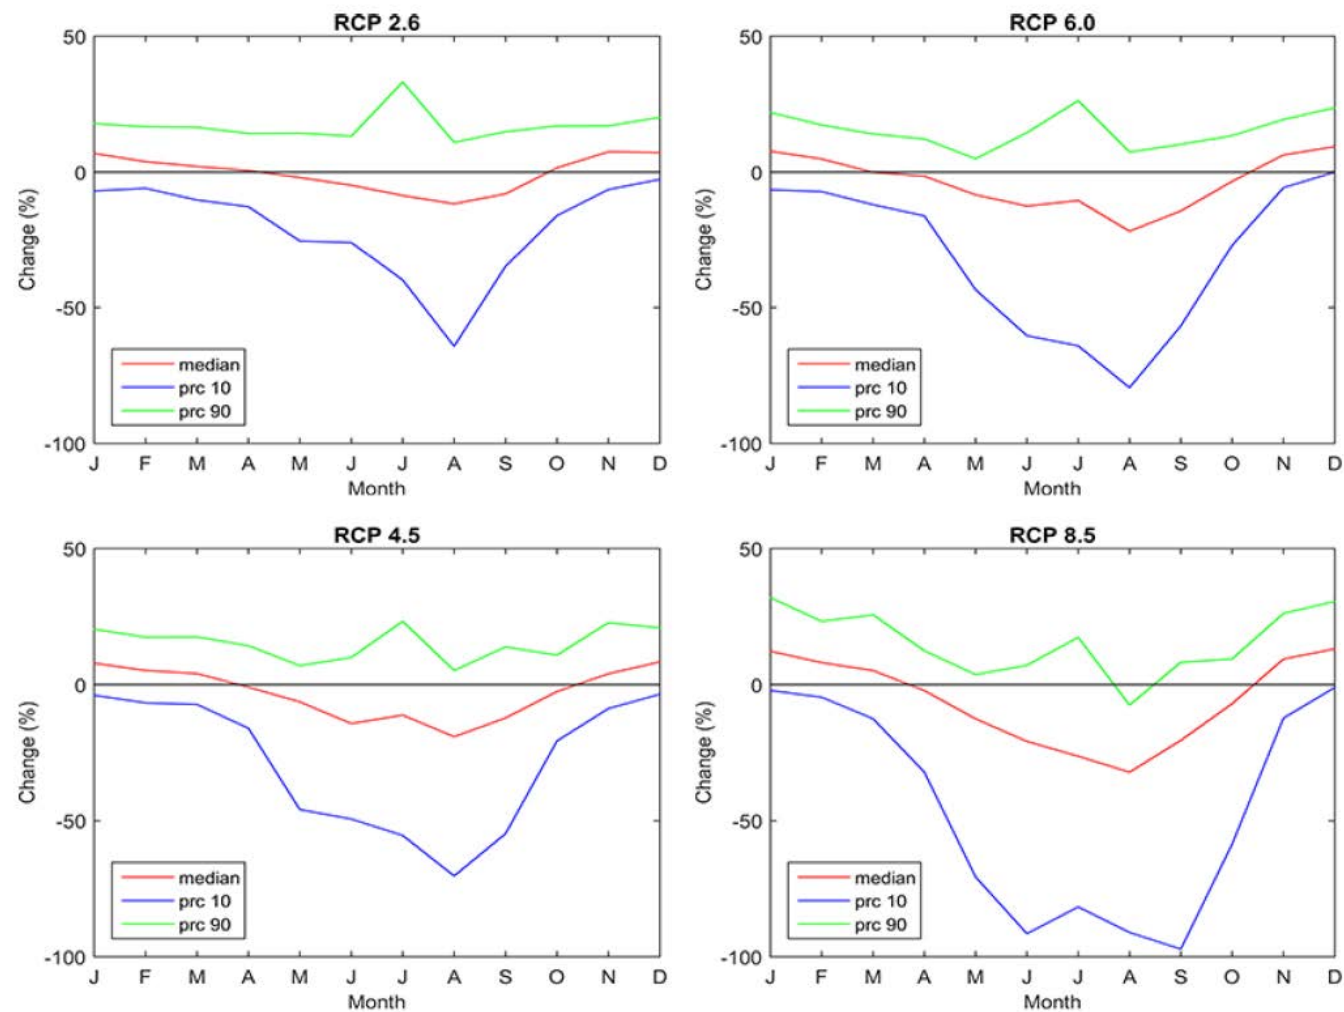 RCP 2.6
50
0
-50
-100
Change (%)
median
prc 10
prc 90
J F M A M J J A S O N D
Month
RCP 6.0
50
0
-50
-100
Change (%)
median
prc 10
prc 90
J F M A M J J A S O N D
Month
RCP 4.5
50
0
-50
-100
Change (%)
median
prc 10
prc 90
J F M A M J J A S O N D
Month
RCP 8.5
50
0
-50
-100
Change (%)
median
prc 10
prc 90
J F M A M J J A S O N D
Month